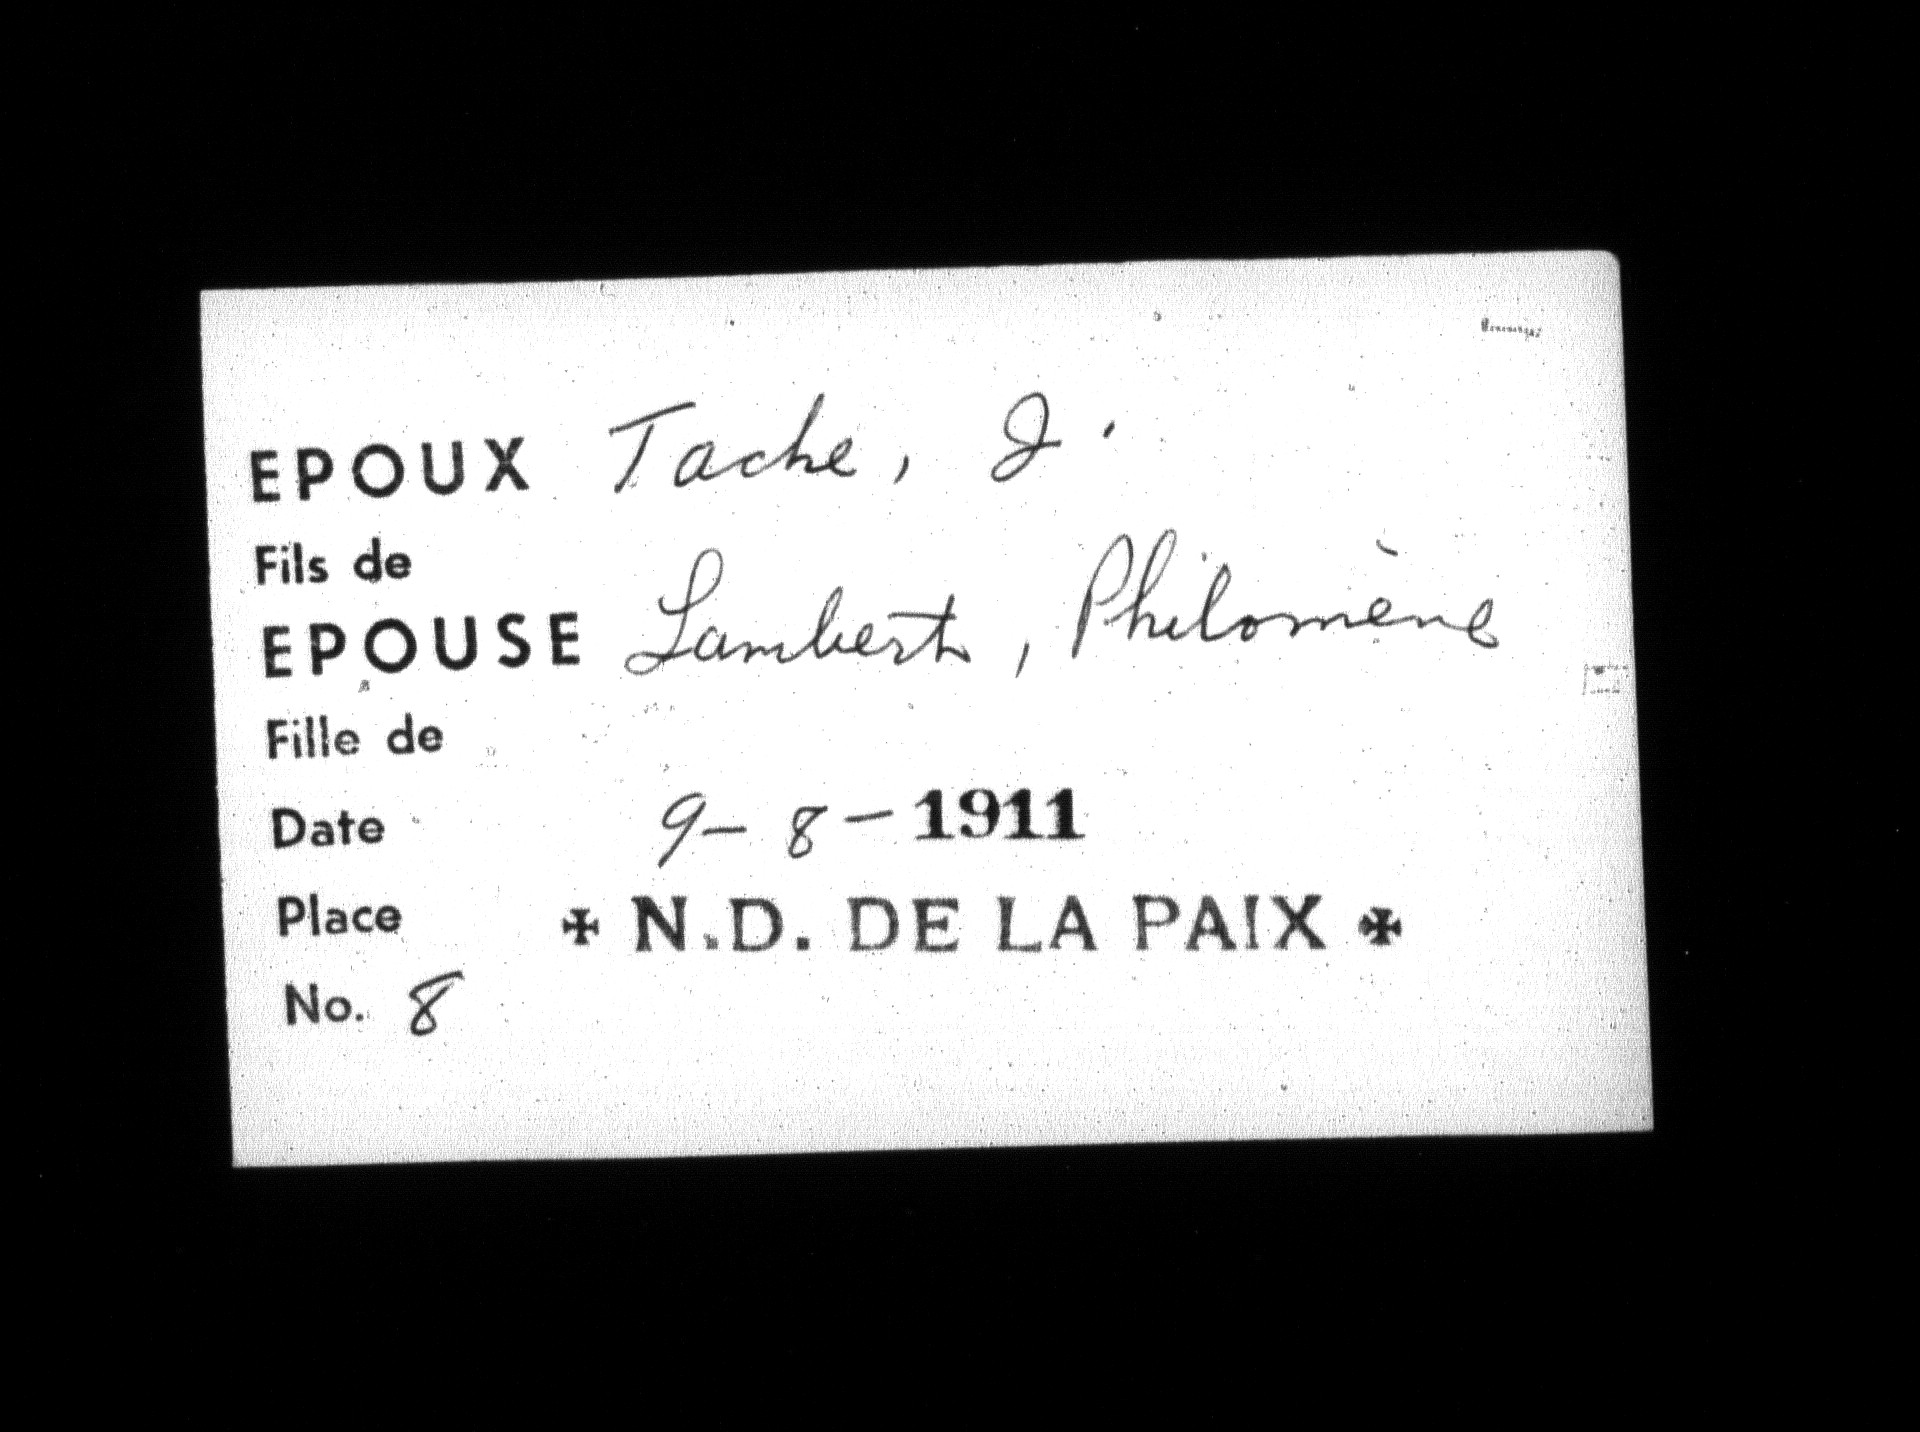 EPOUX Tache, J.
Fils de
EPOUSE Lambert, Philomène
Fille de
Date 9-8-1911
Place ✠ N.D. DE LA PAIX ✠
No. 8